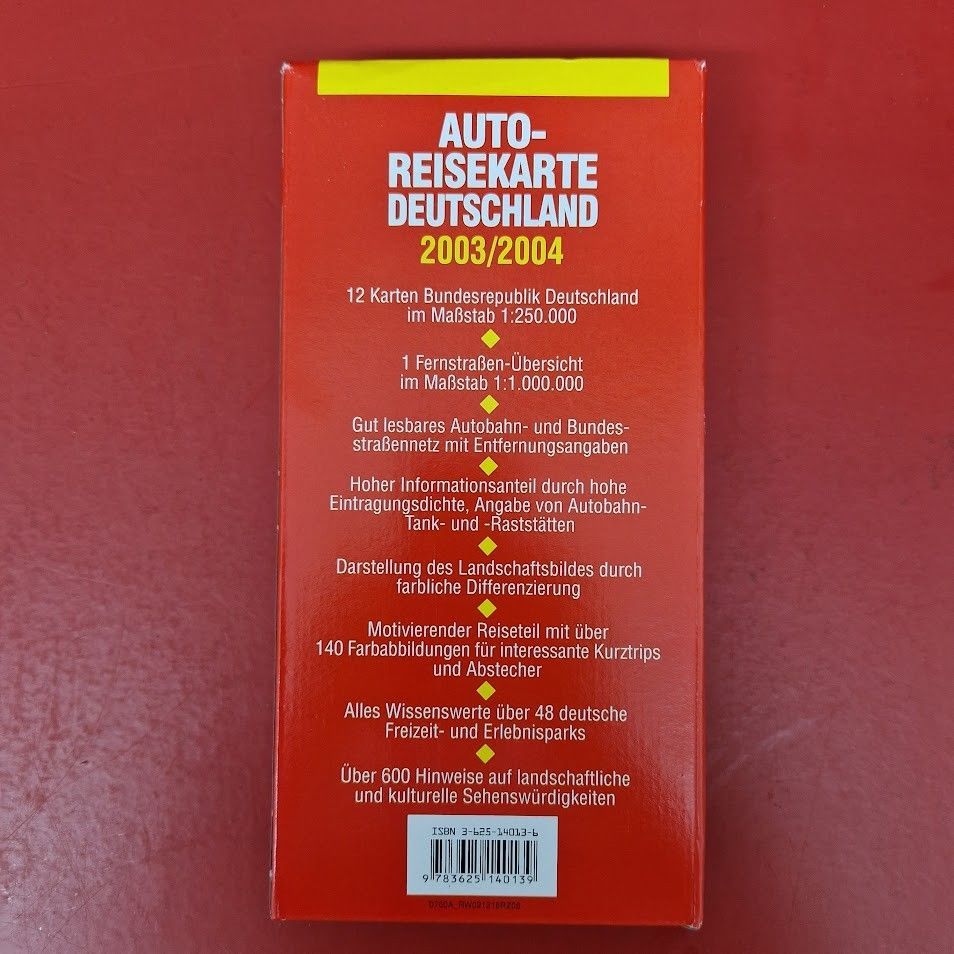 AUTO-
REISEKARTE
DEUTSCHLAND
2003/2004
12 Karten Bundesrepublik Deutschland
im Maßstab 1:250.000
1 Fernstraßen-Übersicht
im Maßstab 1:1.000.000
Gut lesbares Autobahn- und Bundes-
straßennetz mit Entfernungsangaben
Hoher Informationsanteil durch hohe
Eintragungsdichte, Angabe von Autobahn-
Tank- und -Raststätten
Darstellung des Landschaftsbildes durch
farbliche Differenzierung
Motivierender Reiseteil mit über
140 Farbabbildungen für interessante Kurztrips
und Abstecher
Alles Wissenswerte über 48 deutsche
Freizeit- und Erlebnisparks
Über 600 Hinweise auf landschaftliche
und kulturelle Sehenswürdigkeiten
ISBN 3-625-14013-6
9 783625 140139